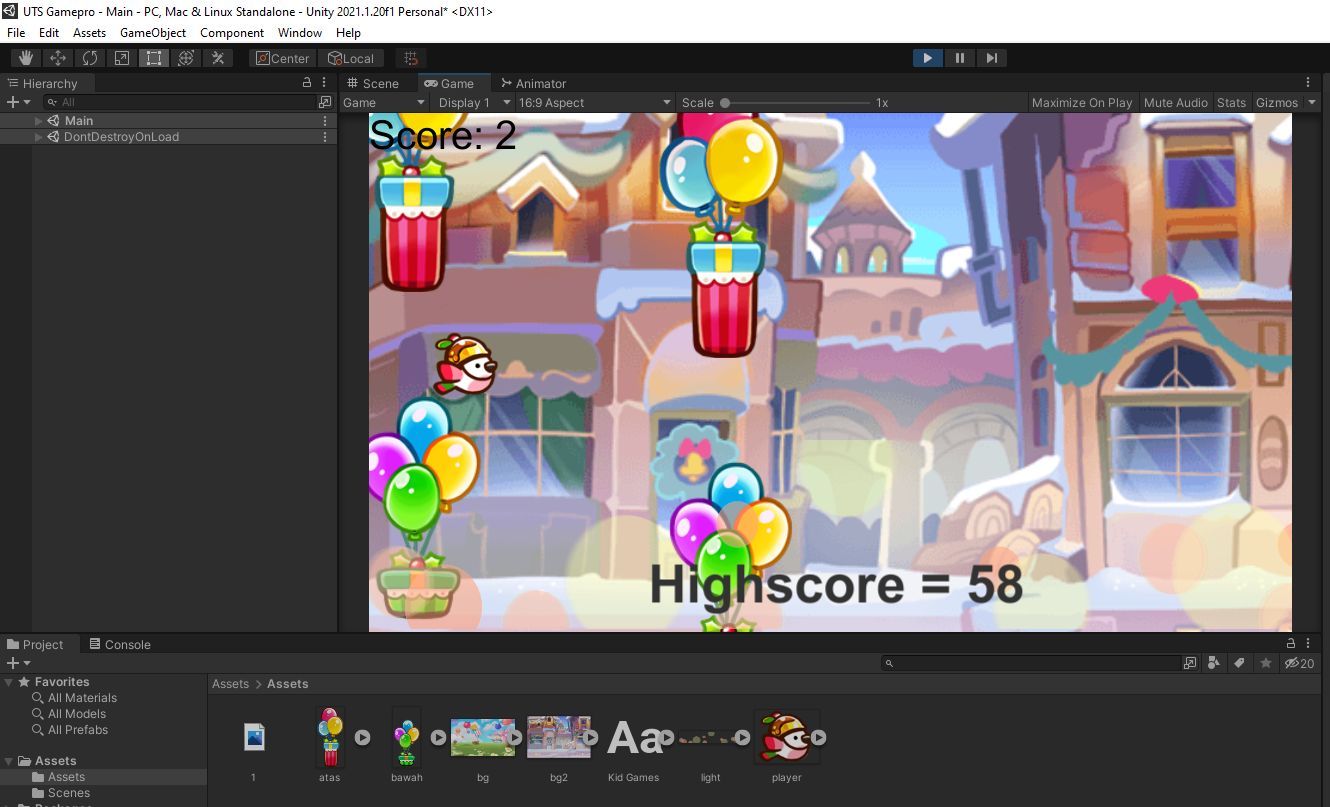 UTS Gamepro - Main - PC, Mac & Linux Standalone - Unity 2021.1.20f1 Personal* <DX11>
File Edit Assets GameObject Component Window Help
Center Local
Hierarchy
Scene Game Animator
All
Game Display 1 16:9 Aspect Scale 1x Maximize On Play Mute Audio Stats Gizmos
Main
DontDestroyOnLoad
Score: 2
Highscore = 58
Project Console
20
Favorites
All Materials
All Models
All Prefabs
Assets
Assets
Scenes
Assets > Assets
Aa
1 atas bawah bg bg2 Kid Games light player